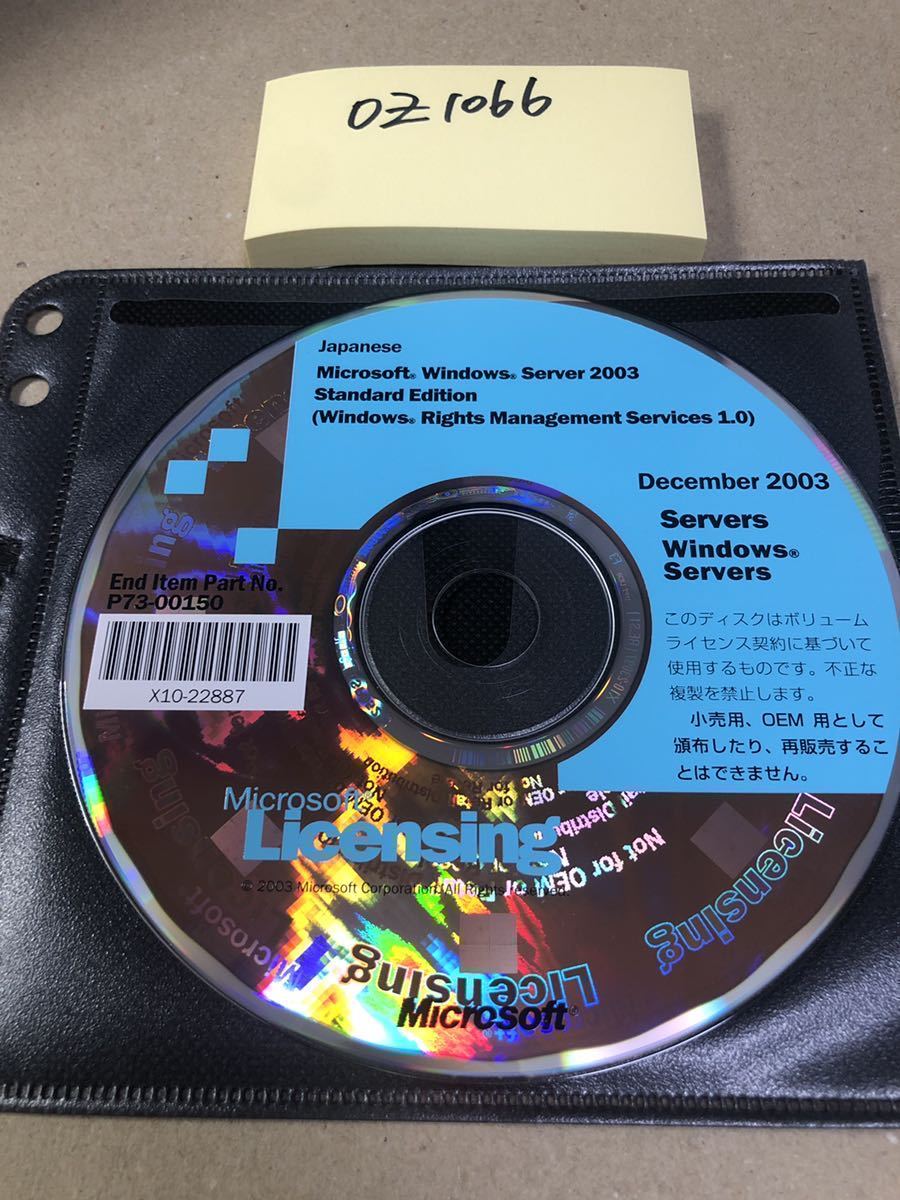 OZ1066
Japanese
Microsoft® Windows® Server 2003
Standard Edition
(Windows® Rights Management Services 1.0)
December 2003
Servers
Windows®
Servers
End Item Part No.
P73-00150
X10-22887
このディスクはボリューム
ライセンス契約に基づいて
使用するものです。不正な
複製を禁止します。
小売用、OEM 用として
頒布したり、再販売するこ
とはできません。
Microsoft®
Licensing
© 2003 Microsoft Corporation. All Rights Reserved.
Not for OEM
Licensing
Licensing
Microsoft
Microsoft®